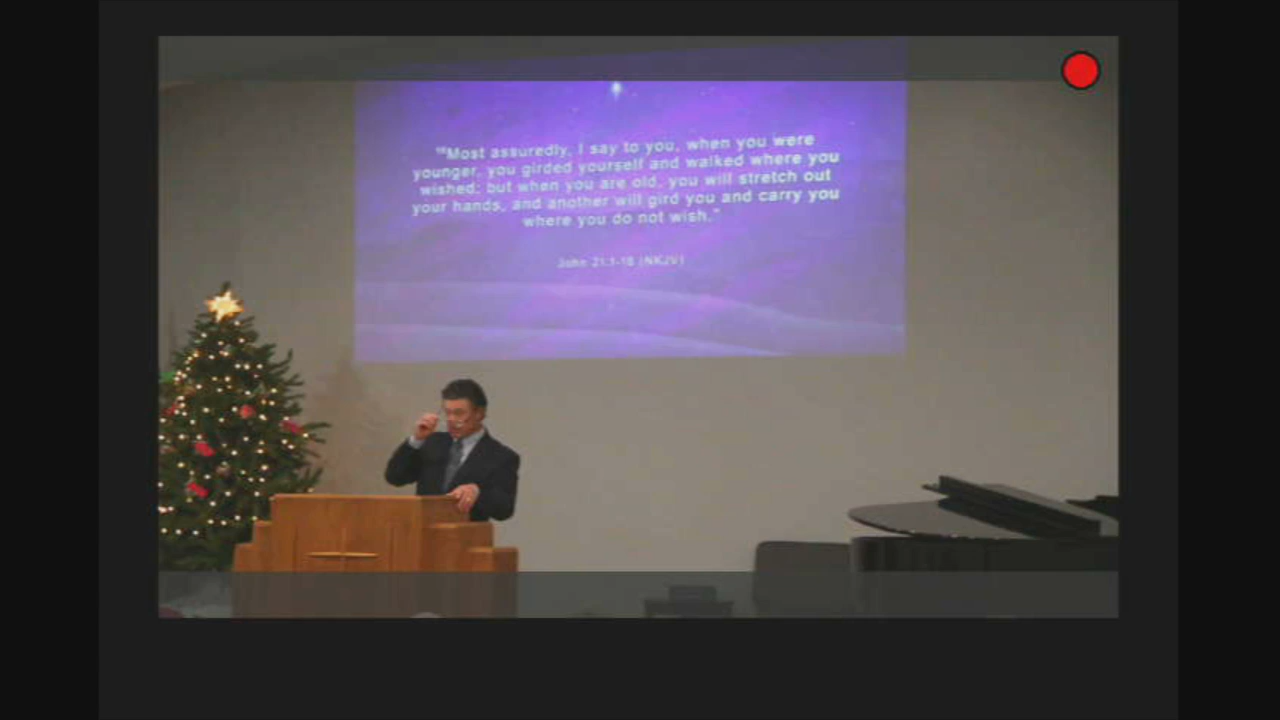 "¹⁸Most assuredly, I say to you, when you were
younger, you girded yourself and walked where you
wished; but when you are old, you will stretch out
your hands, and another will gird you and carry you
where you do not wish."
John 21:1-18 (NKJV)